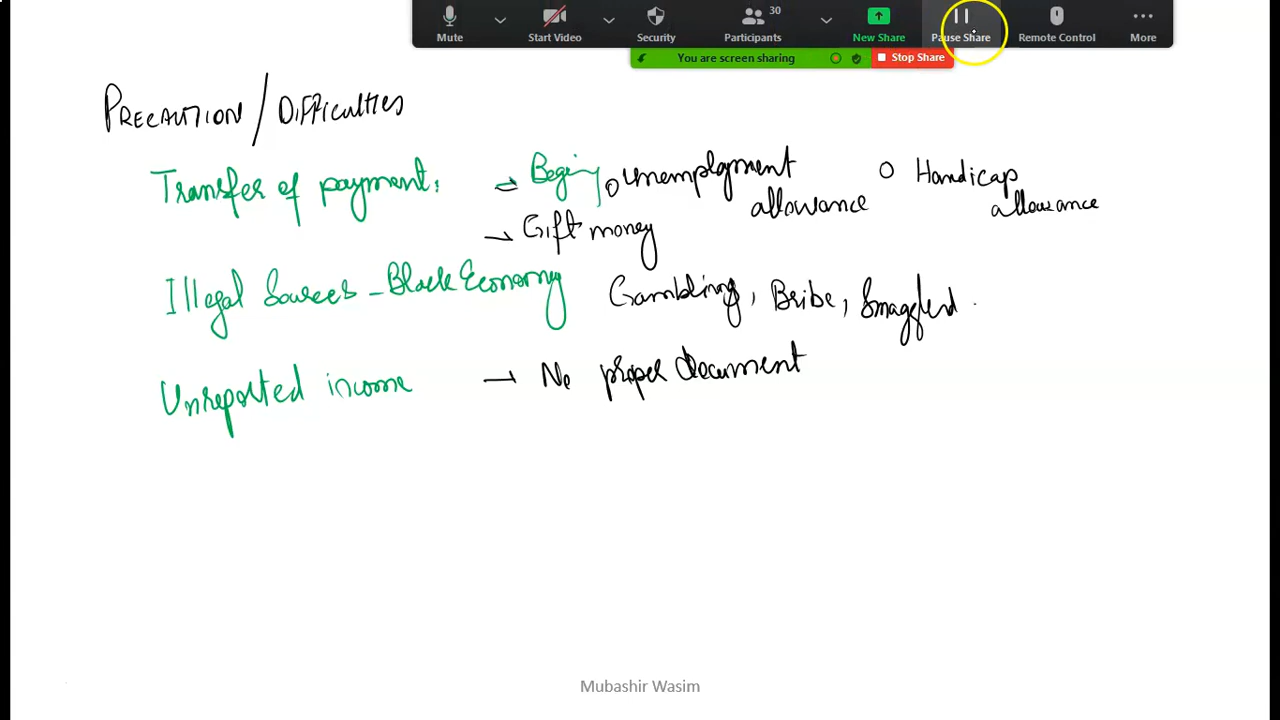 30
Mute Start Video Security Participants New Share Pause Share Remote Control More
You are screen sharing Stop Share
PRECAUTION / DIFFICULTIES
Transfer of payment: Begging o unemployment allowance o Handicap allowance
→ Gift money
Illegal Sources - Black Economy Gambling, Bribe, Smuggled
Unreported income → No proper document
Mubashir Wasim